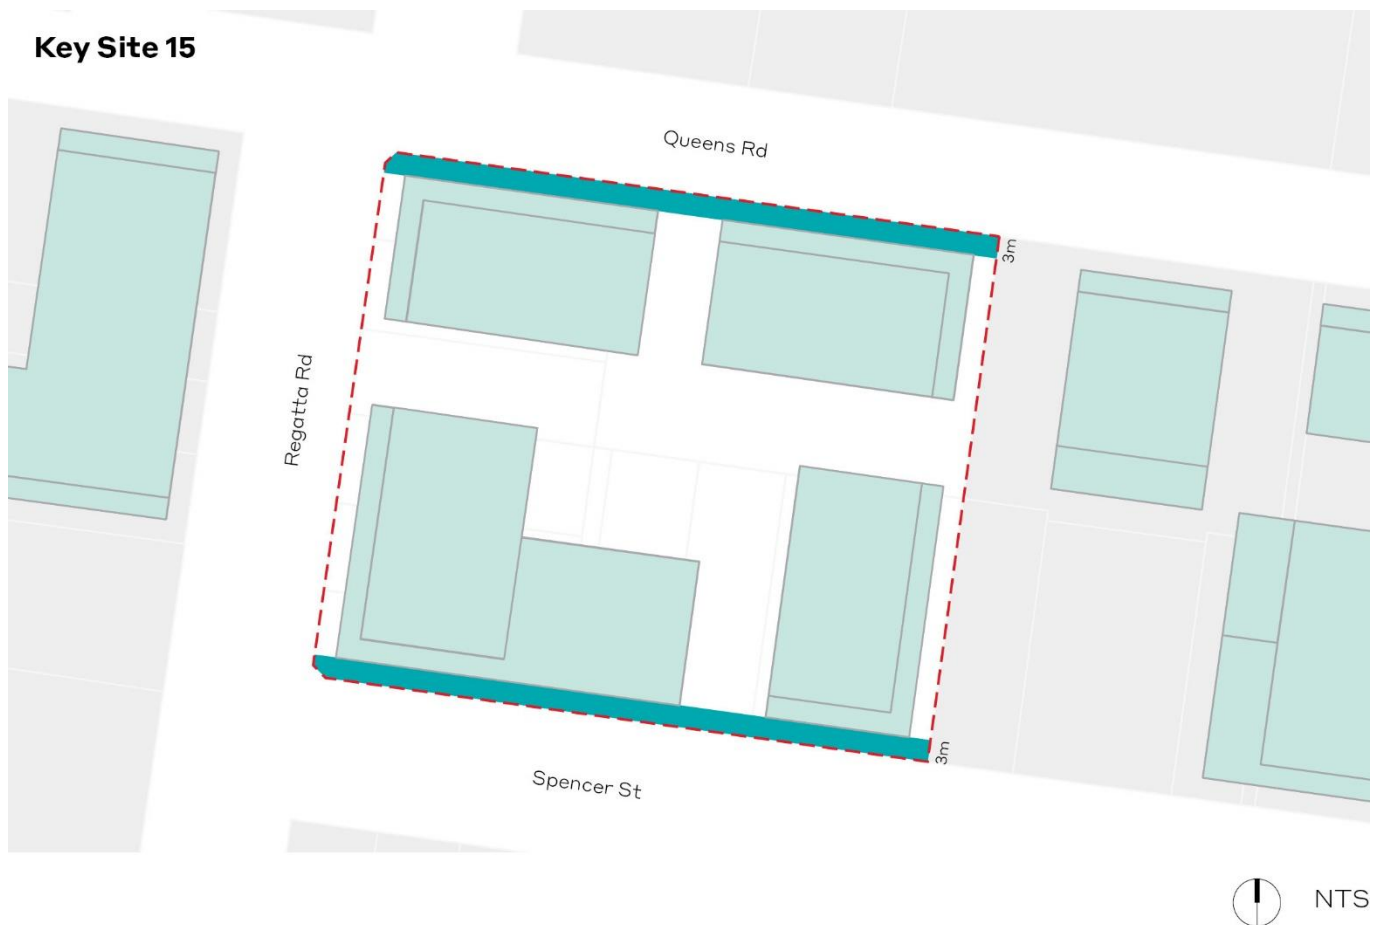 Key Site 15
Queens Rd
3m
Regatta Rd
3m
Spencer St
NTS